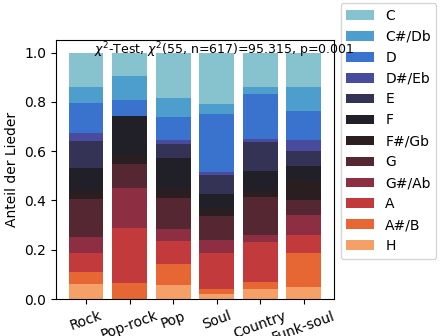 χ²-Test, χ²(55, n=617)=95.315, p=0.001
Anteil der Lieder
1.0
0.8
0.6
0.4
0.2
0.0
Rock
Pop-rock
Pop
Soul
Country
Funk-soul
C
C#/Db
D
D#/Eb
E
F
F#/Gb
G
G#/Ab
A
A#/B
H